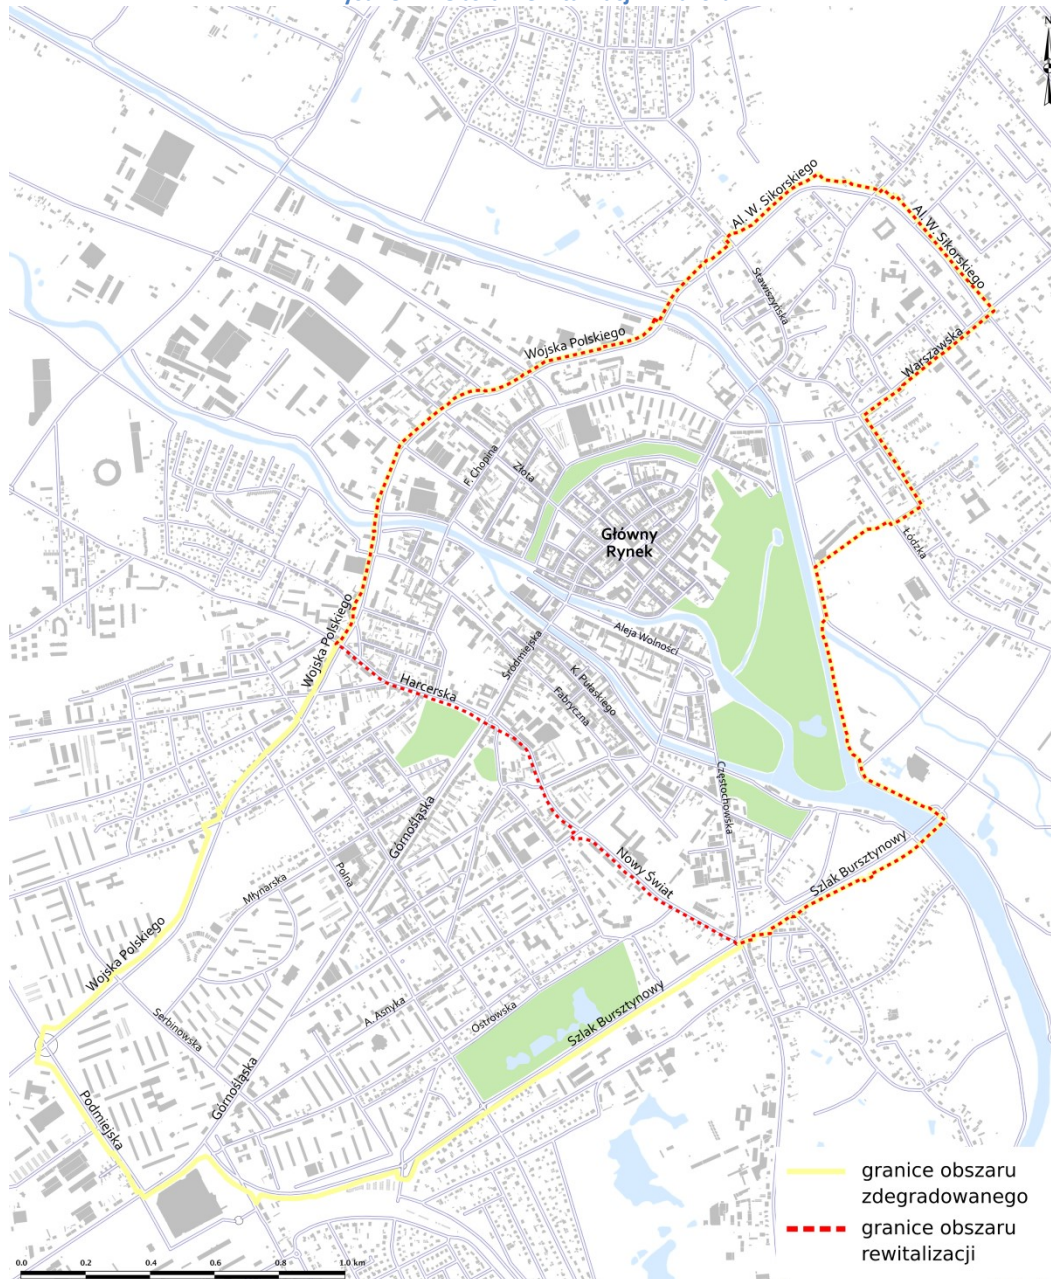 N
Al. W. Sikorskiego
Al. W. Sikorskiego
Stawiszyńska
Wojska Polskiego
Warszawska
F. Chopina
Złota
Główny
Rynek
Łódzka
Wojska Polskiego
Aleja Wolności
Śródmiejska
K. Pułaskiego
Fabryczna
Harcerska
Częstochowska
Górnośląska
Nowy Świat
Szlak Bursztynowy
Młynarska
Polna
Wojska Polskiego
Serbinowska
A. Asnyka
Ostrowska
Szlak Bursztynowy
Górnośląska
Podmiejska
granice obszaru
zdegradowanego
granice obszaru
rewitalizacji
0.0 0.2 0.4 0.6 0.8 1.0 km